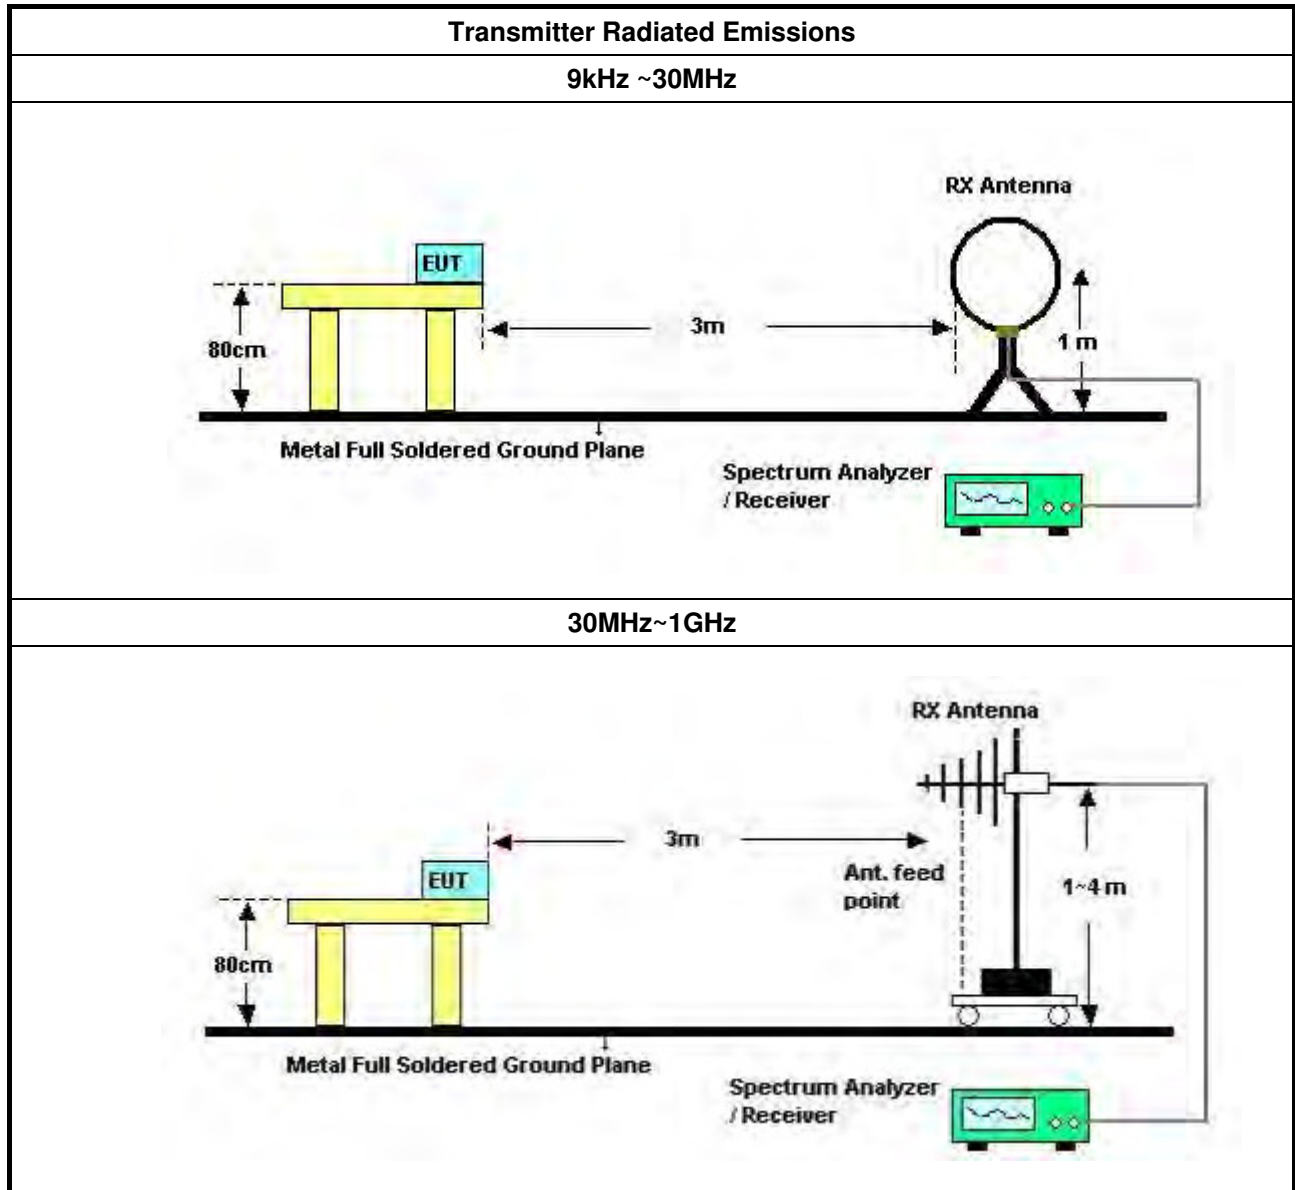 Transmitter Radiated Emissions
9kHz ~30MHz
RX Antenna
EUT
3m
80cm
1 m
Metal Full Soldered Ground Plane
Spectrum Analyzer
/ Receiver
30MHz~1GHz
RX Antenna
3m
EUT
Ant. feed
point
1~4 m
80cm
Metal Full Soldered Ground Plane
Spectrum Analyzer
/ Receiver